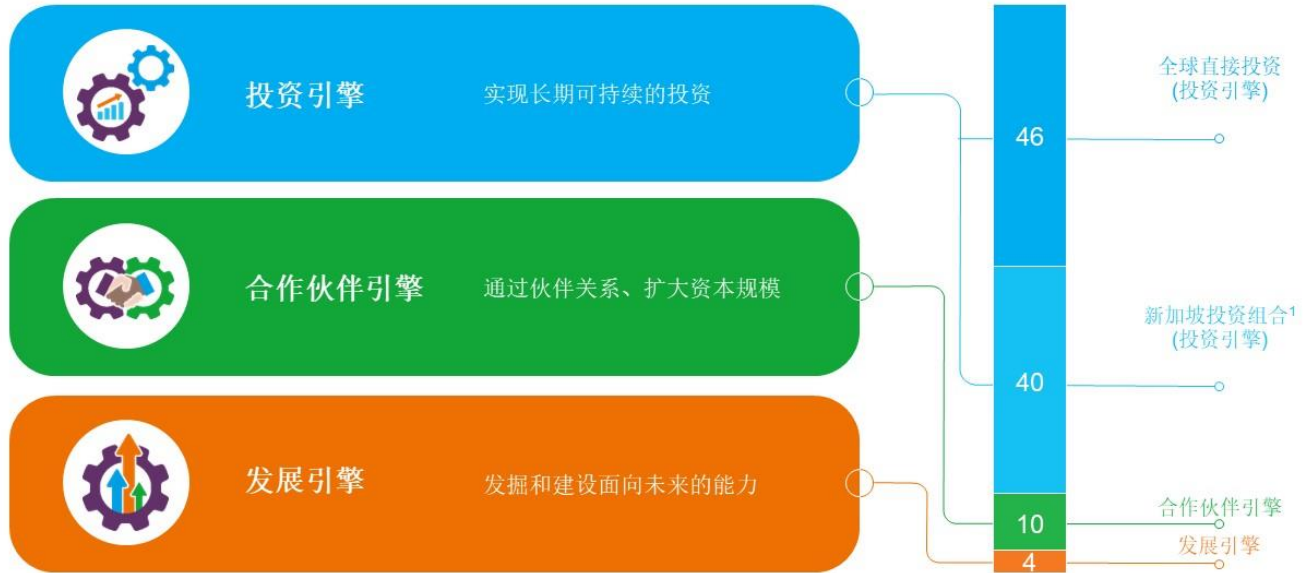 投资引擎
实现长期可持续的投资
合作伙伴引擎
通过伙伴关系、扩大资本规模
发展引擎
发掘和建设面向未来的能力
46
40
10
4
全球直接投资
(投资引擎)
新加坡投资组合¹
(投资引擎)
合作伙伴引擎
发展引擎